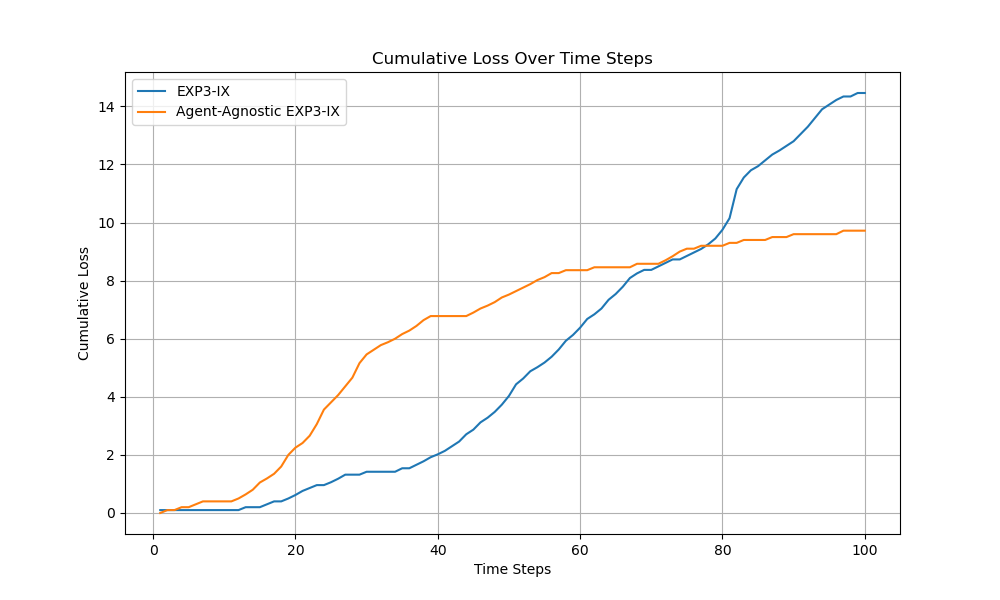 Cumulative Loss Over Time Steps
EXP3-IX
Agent-Agnostic EXP3-IX
14
12
10
8
6
4
2
0
Cumulative Loss
0 20 40 60 80 100
Time Steps